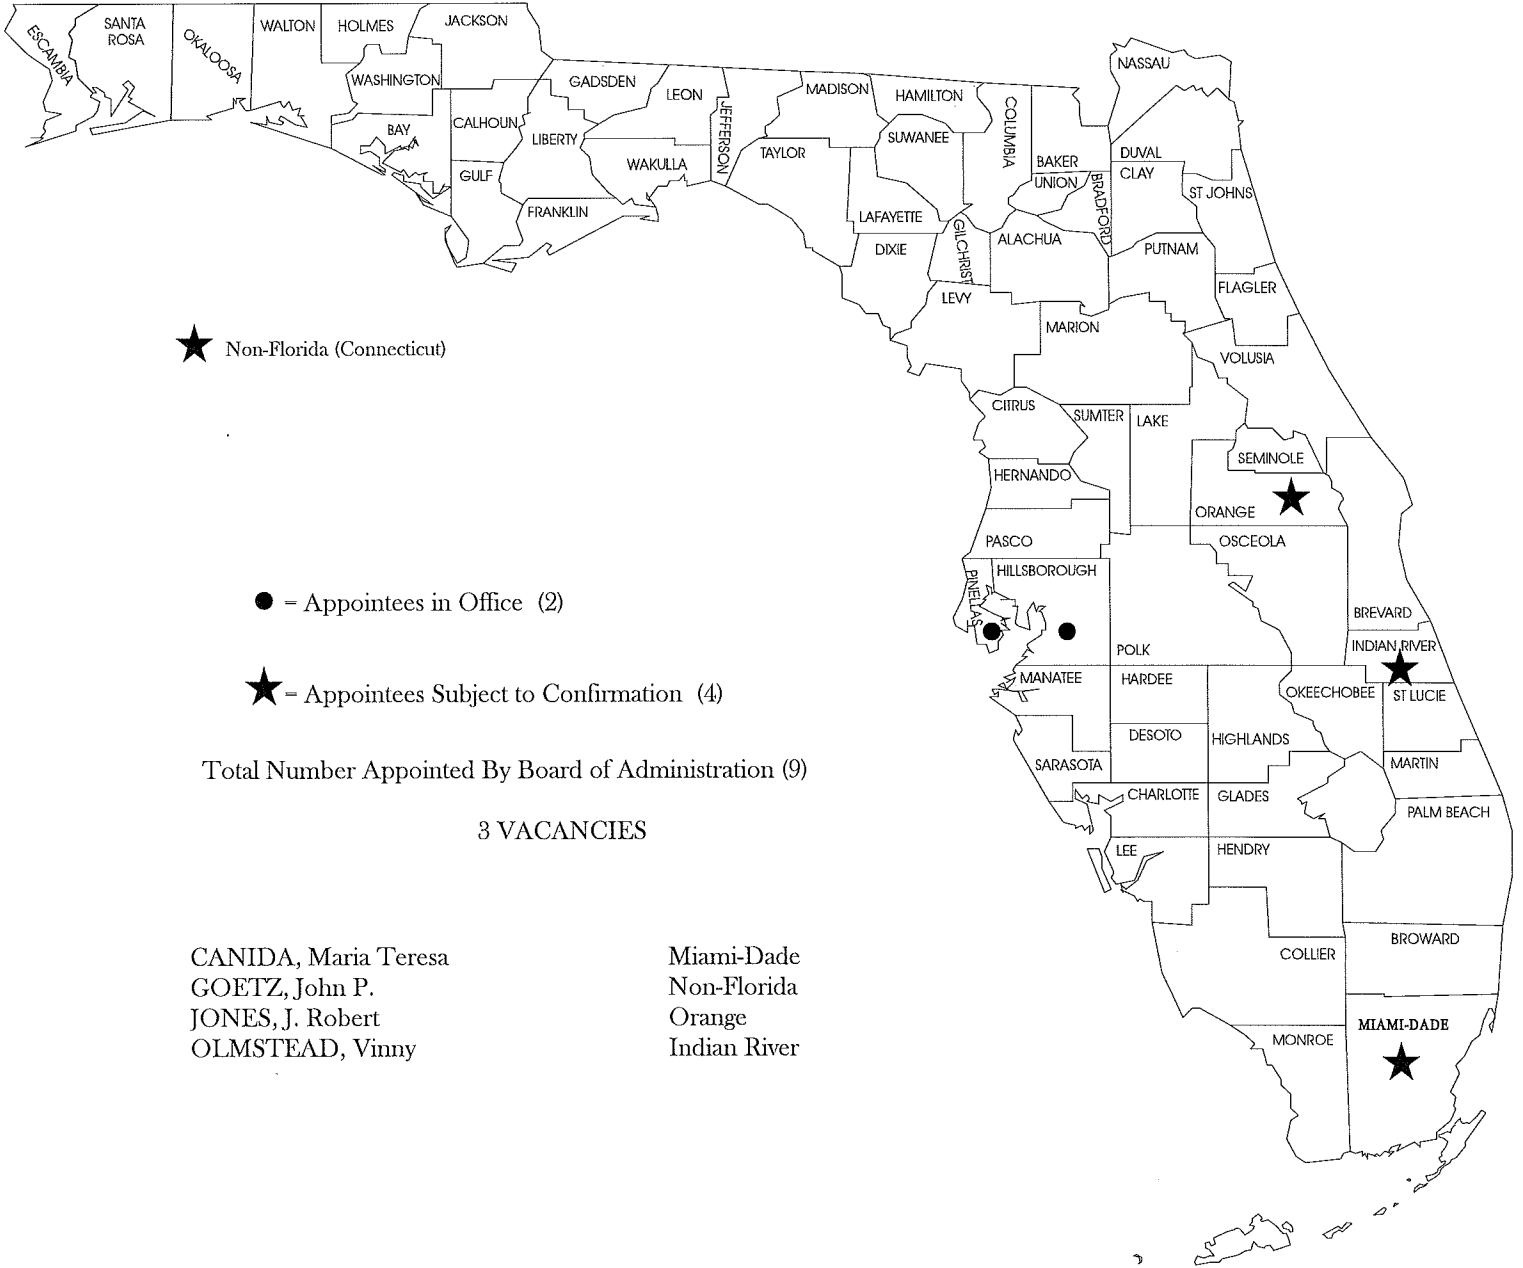 ESCAMBIA
SANTA
ROSA
OKALOOSA
WALTON
HOLMES
JACKSON
WASHINGTON
BAY
CALHOUN
GULF
GADSDEN
LIBERTY
FRANKLIN
LEON
WAKULLA
JEFFERSON
MADISON
TAYLOR
HAMILTON
SUWANEE
LAFAYETTE
DIXIE
COLUMBIA
GILCHRIST
LEVY
BAKER
UNION
BRADFORD
ALACHUA
NASSAU
DUVAL
CLAY
ST JOHNS
PUTNAM
FLAGLER
MARION
VOLUSIA
CITRUS
SUMTER
LAKE
SEMINOLE
HERNANDO
ORANGE
PASCO
OSCEOLA
PINELLAS
HILLSBOROUGH
POLK
BREVARD
INDIAN RIVER
MANATEE
HARDEE
OKEECHOBEE
ST LUCIE
DESOTO
HIGHLANDS
SARASOTA
MARTIN
CHARLOTTE
GLADES
PALM BEACH
LEE
HENDRY
BROWARD
COLLIER
MIAMI-DADE
MONROE
★ Non-Florida (Connecticut)
● = Appointees in Office (2)
★ = Appointees Subject to Confirmation (4)
Total Number Appointed By Board of Administration (9)
3 VACANCIES
CANIDA, Maria Teresa Miami-Dade
GOETZ, John P. Non-Florida
JONES, J. Robert Orange
OLMSTEAD, Vinny Indian River